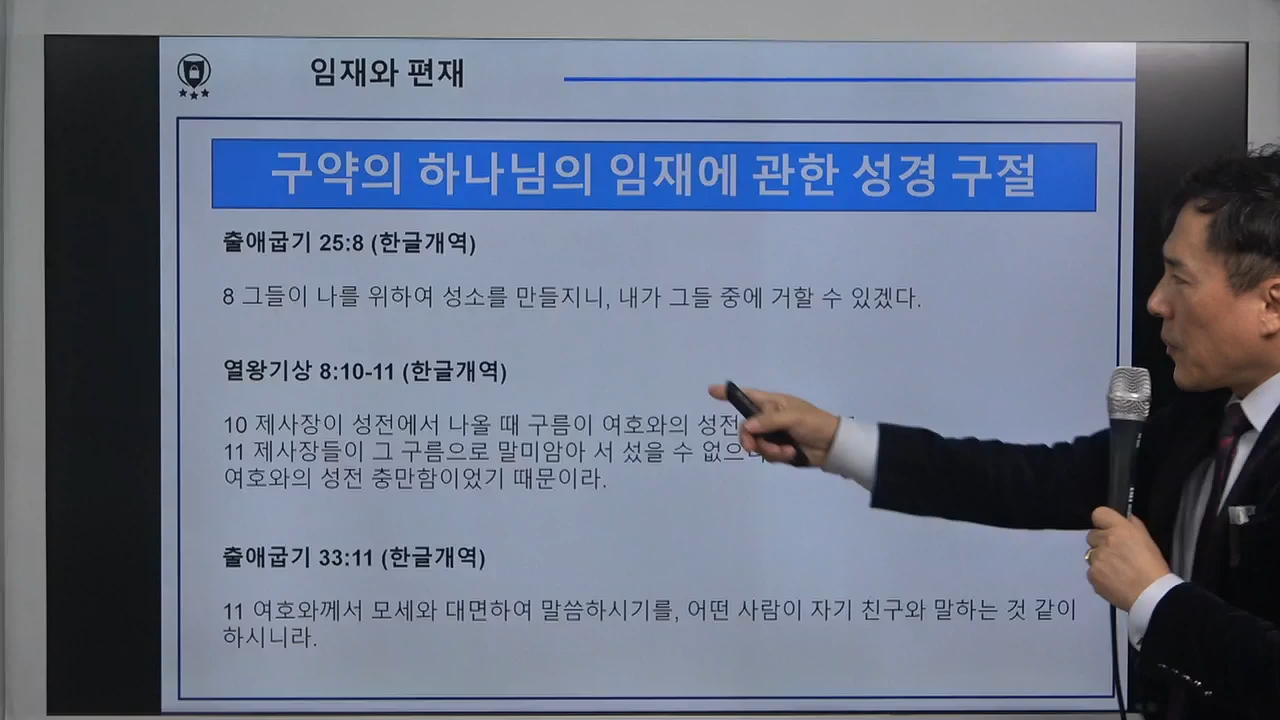 임재와 편재
구약의 하나님의 임재에 관한 성경 구절
출애굽기 25:8 (한글개역)
8 그들이 나를 위하여 성소를 만들지니, 내가 그들 중에 거할 수 있겠다.
열왕기상 8:10-11 (한글개역)
10 제사장이 성전에서 나올 때 구름이 여호와의 성전
11 제사장들이 그 구름으로 말미암아 서 섰을 수 없으
여호와의 성전 충만함이었기 때문이라.
출애굽기 33:11 (한글개역)
11 여호와께서 모세와 대면하여 말씀하시기를, 어떤 사람이 자기 친구와 말하는 것 같이
하시니라.